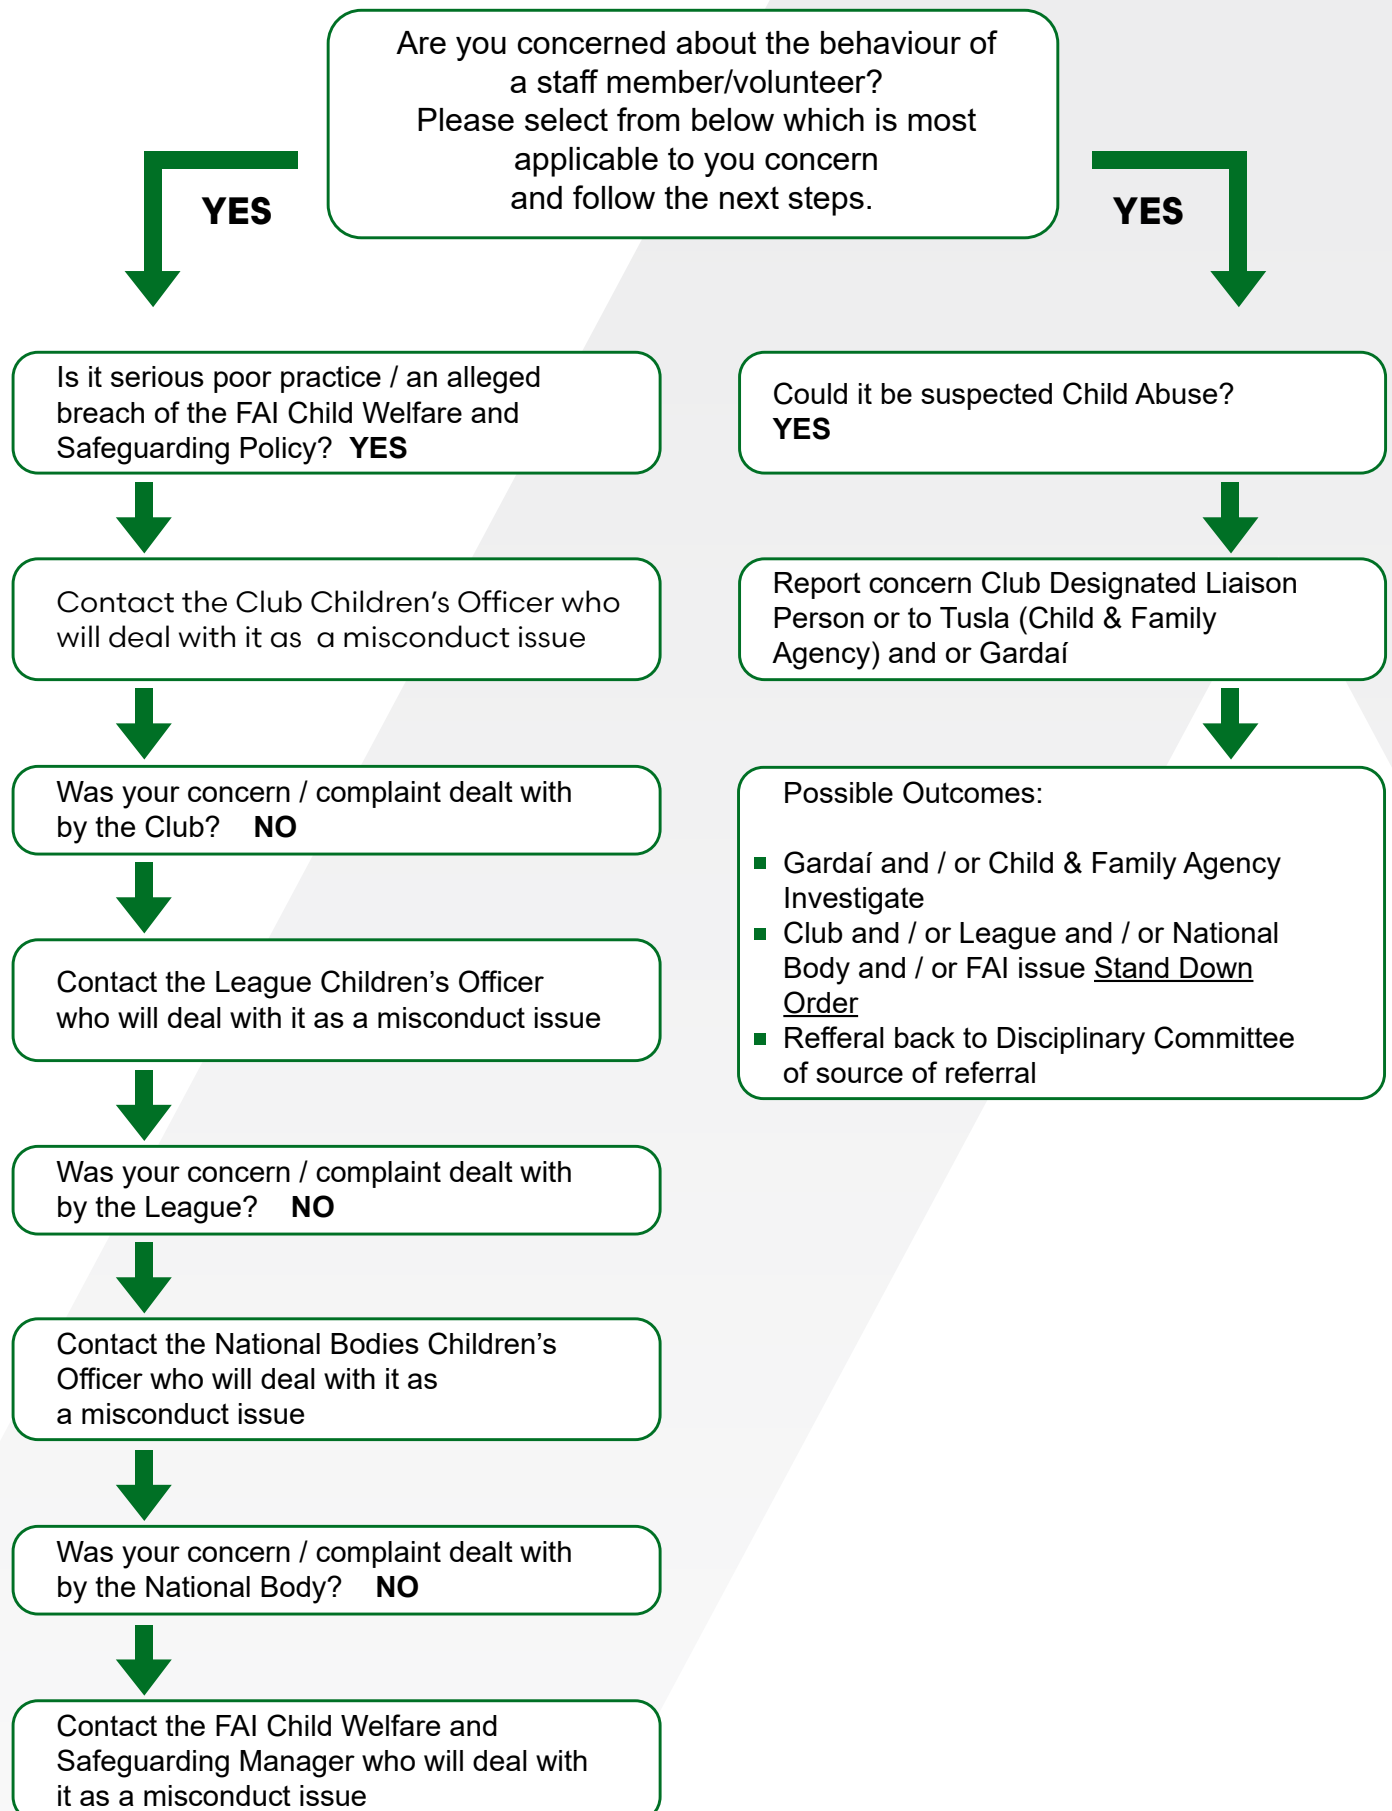 Are you concerned about the behaviour of
a staff member/volunteer?
Please select from below which is most
applicable to you concern
and follow the next steps.
YES
YES
Is it serious poor practice / an alleged
breach of the FAI Child Welfare and
Safeguarding Policy? YES
Contact the Club Children's Officer who
will deal with it as a misconduct issue
Was your concern / complaint dealt with
by the Club? NO
Contact the League Children’s Officer
who will deal with it as a misconduct issue
Was your concern / complaint dealt with
by the League? NO
Contact the National Bodies Children’s
Officer who will deal with it as
a misconduct issue
Was your concern / complaint dealt with
by the National Body? NO
Contact the FAI Child Welfare and
Safeguarding Manager who will deal with
it as a misconduct issue
Could it be suspected Child Abuse?
YES
Report concern Club Designated Liaison
Person or to Tusla (Child & Family
Agency) and or Gardaí
Possible Outcomes:
Gardaí and / or Child & Family Agency
Investigate
Club and / or League and / or National
Body and / or FAI issue Stand Down
Order
Refferal back to Disciplinary Committee
of source of referral